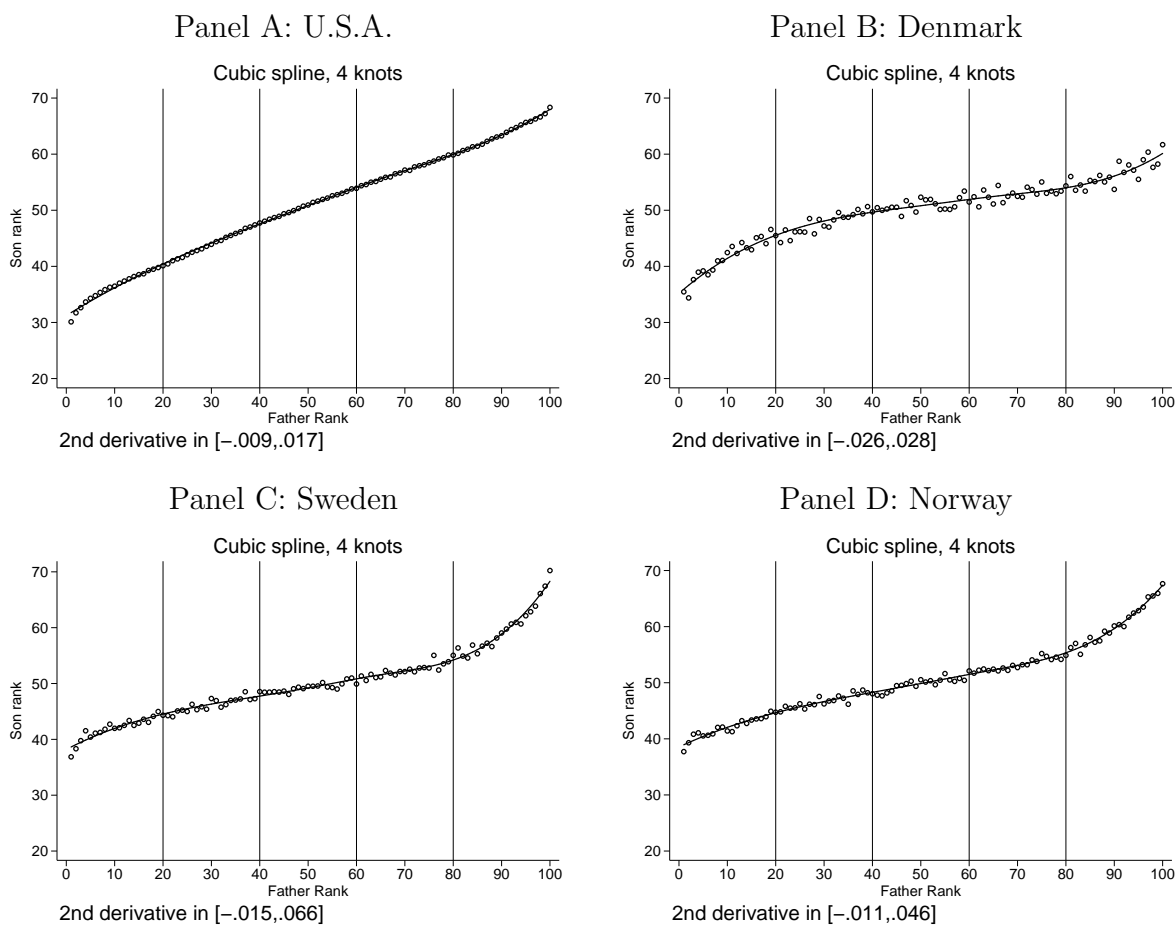 Panel A: U.S.A.
Cubic spline, 4 knots
70
60
50
40
30
20
Son rank
0 10 20 30 40 50 60 70 80 90 100
Father Rank
2nd derivative in [−.009,.017]
Panel B: Denmark
Cubic spline, 4 knots
70
60
50
40
30
20
Son rank
0 10 20 30 40 50 60 70 80 90 100
Father Rank
2nd derivative in [−.026,.028]
Panel C: Sweden
Cubic spline, 4 knots
70
60
50
40
30
20
Son rank
0 10 20 30 40 50 60 70 80 90 100
Father Rank
2nd derivative in [−.015,.066]
Panel D: Norway
Cubic spline, 4 knots
70
60
50
40
30
20
Son rank
0 10 20 30 40 50 60 70 80 90 100
Father Rank
2nd derivative in [−.011,.046]